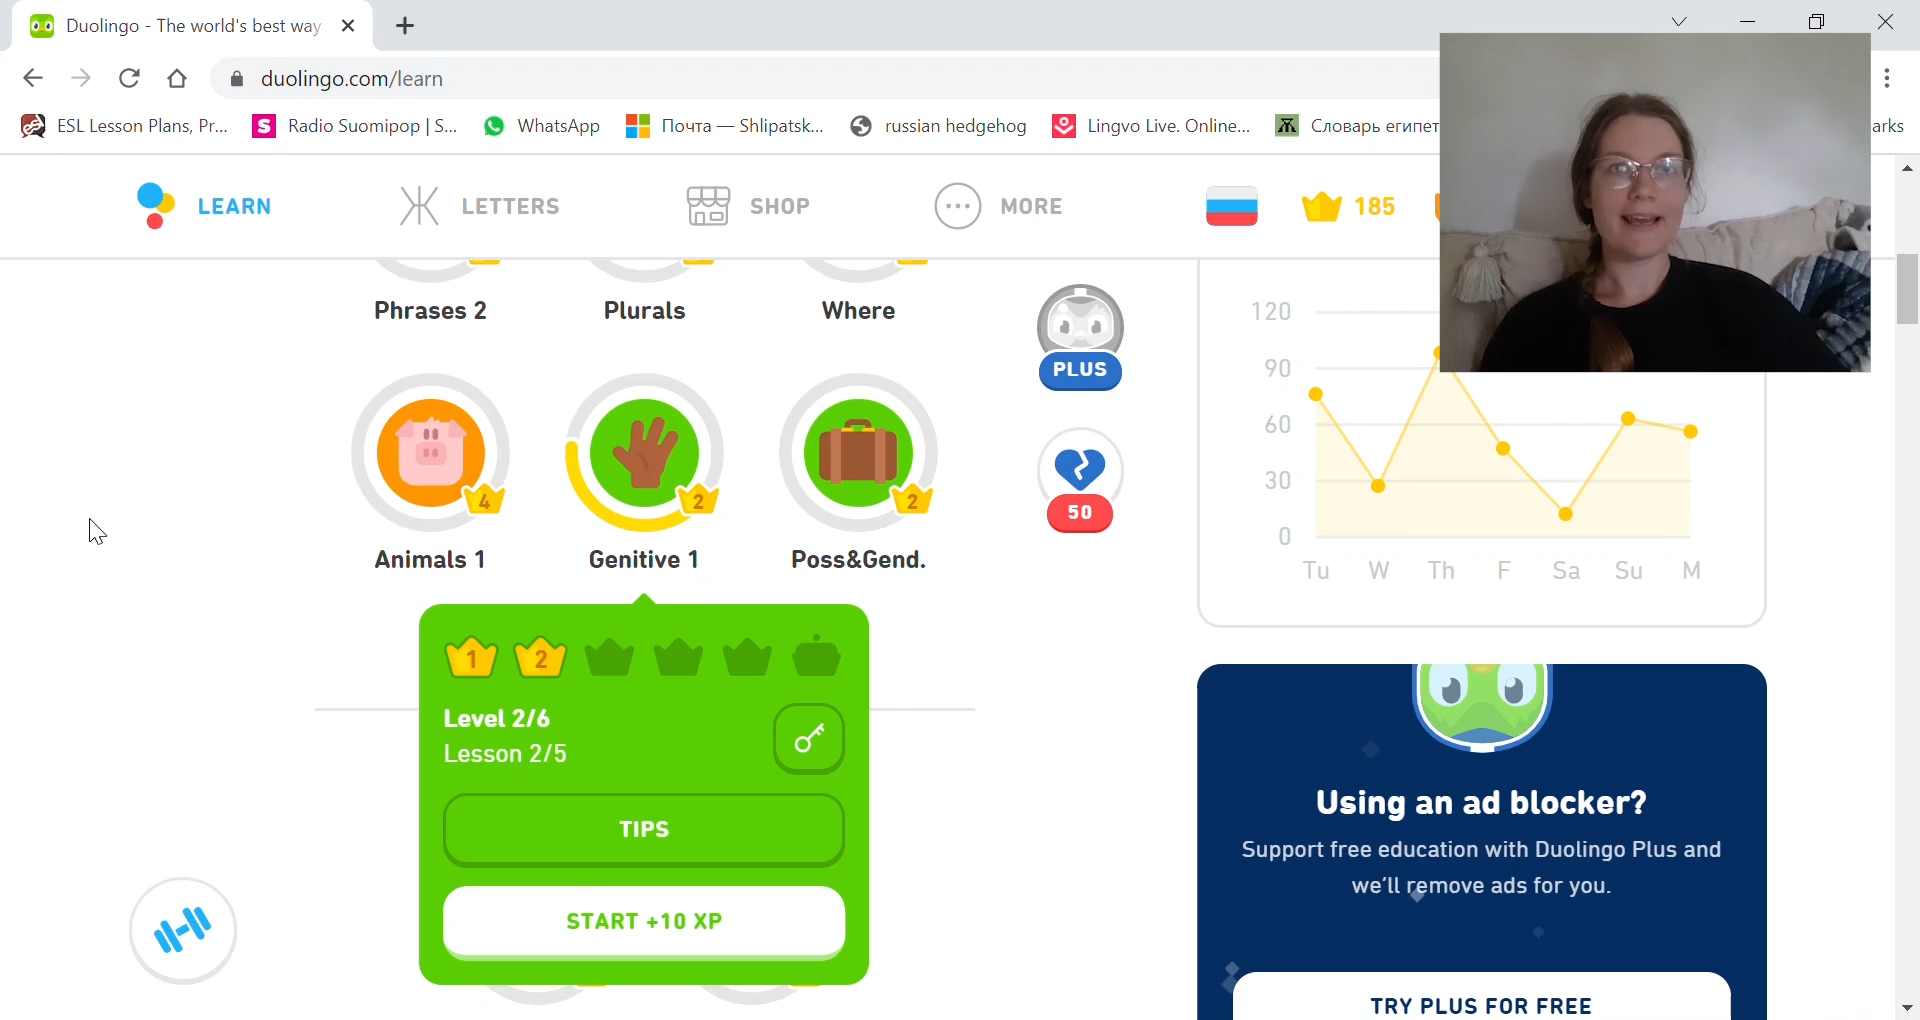 Duolingo - The world's best way
duolingo.com/learn
ESL Lesson Plans, Pr...
S Radio Suomipop | S...
WhatsApp
Почта — Shlipatsk...
russian hedgehog
Lingvo Live. Online...
Словарь египет
arks
LEARN
Ж LETTERS
SHOP
MORE
185
Phrases 2
Plurals
Where
PLUS
4
2
2
50
Animals 1
Genitive 1
Poss&Gend.
1 2
Level 2/6
Lesson 2/5
TIPS
START +10 XP
120
90
60
30
0
Tu W Th F Sa Su M
Using an ad blocker?
Support free education with Duolingo Plus and
we'll remove ads for you.
TRY PLUS FOR FREE